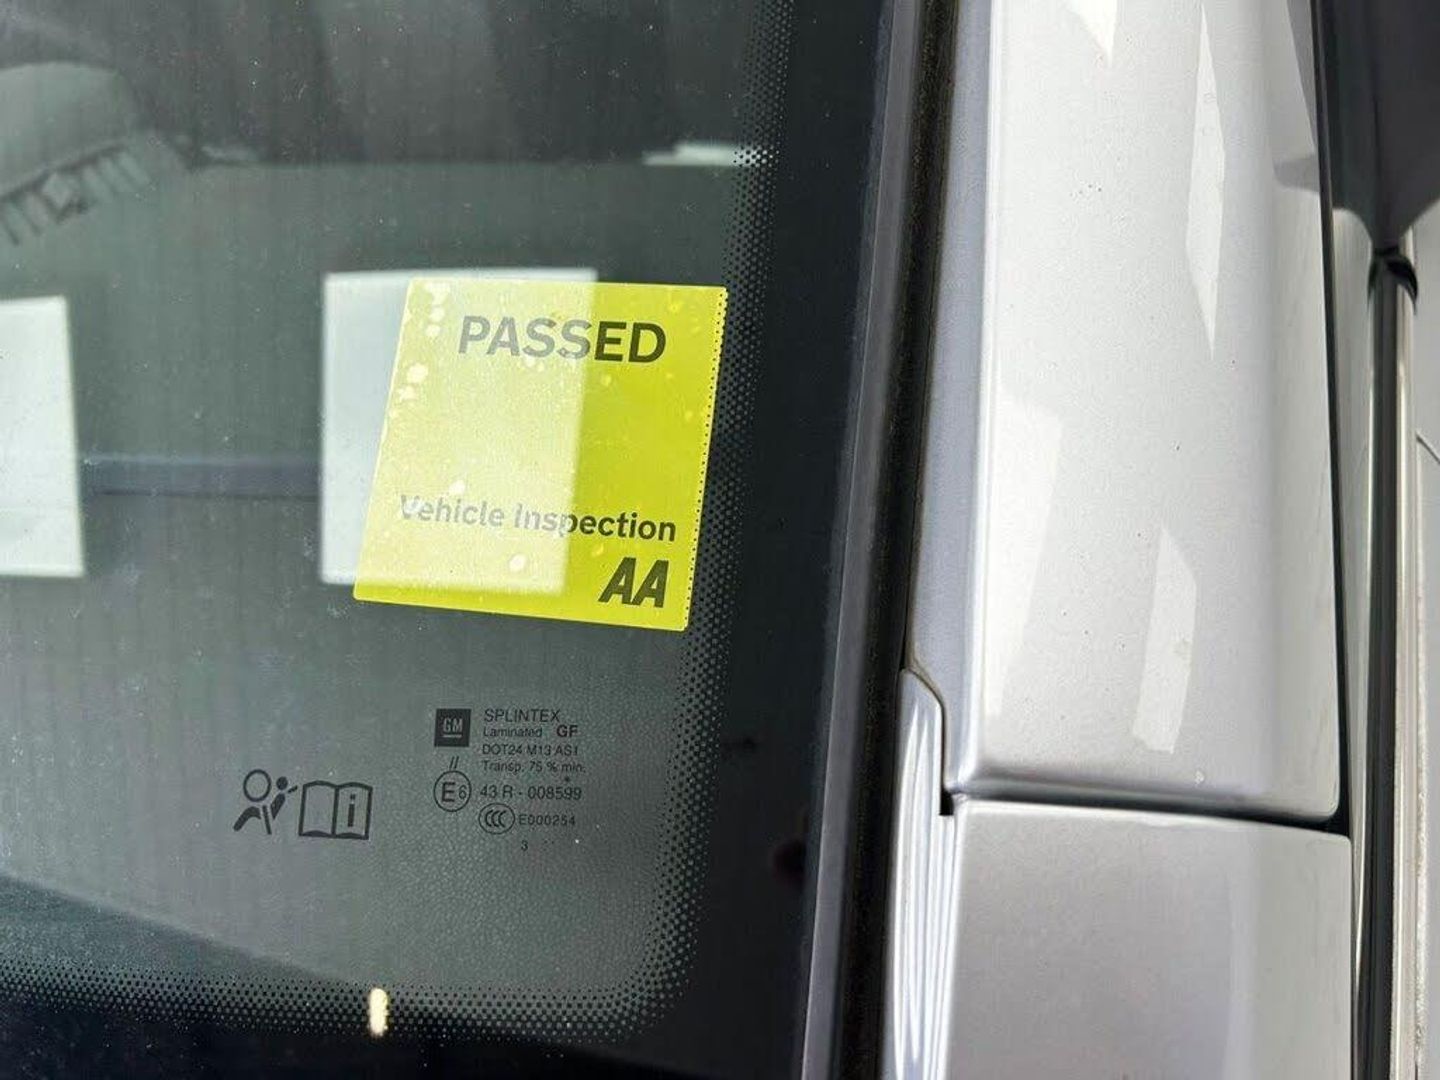 PASSED
Vehicle Inspection
AA
GM
SPLINTEX
Laminated GF
DOT24 M13 AS1
Transp. 75 % min.
//
E6 43 R - 008599
CCC E000254
3
i